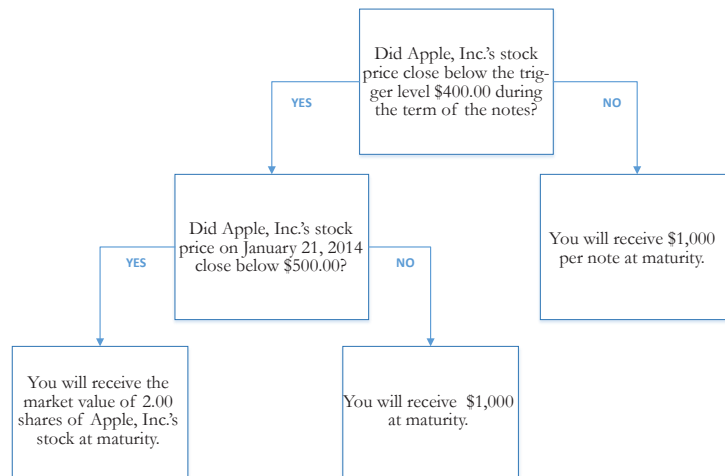 Did Apple, Inc.'s stock
price close below the trig-
ger level $400.00 during
the term of the notes?
YES
NO
Did Apple, Inc.'s stock
price on January 21, 2014
close below $500.00?
You will receive $1,000
per note at maturity.
YES
NO
You will receive the
market value of 2.00
shares of Apple, Inc.'s
stock at maturity.
You will receive $1,000
at maturity.